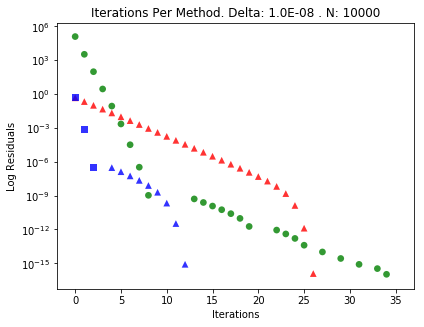 Iterations Per Method. Delta: 1.0E-08 . N: 10000
Log Residuals
10^6
10^3
10^0
10^-3
10^-6
10^-9
10^-12
10^-15
0 5 10 15 20 25 30 35
Iterations